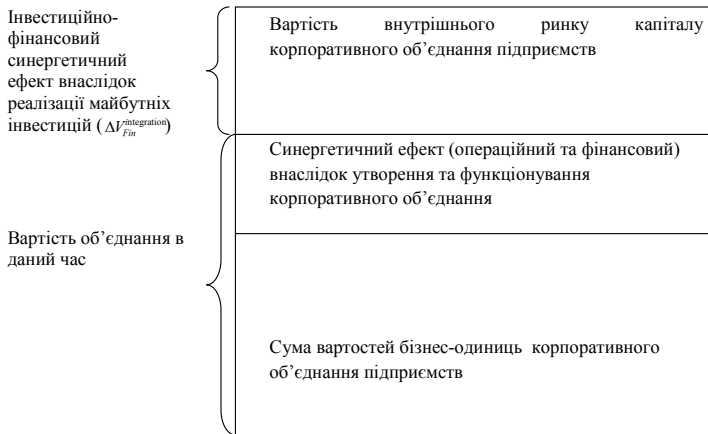 Інвестиційно-
фінансовий
синергетичний
ефект внаслідок
реалізації майбутніх
інвестицій (ΔV_Fin^integration)
Вартість внутрішнього ринку капіталу
корпоративного об’єднання підприємств
Синергетичний ефект (операційний та фінансовий)
внаслідок утворення та функціонування
корпоративного об’єднання
Вартість об’єднання в
даний час
Сума вартостей бізнес-одиниць корпоративного
об’єднання підприємств